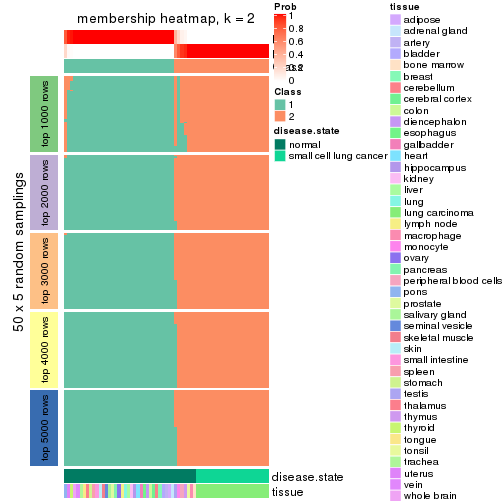 membership heatmap, k = 2
50 x 5 random samplings
top 1000 rows
top 2000 rows
top 3000 rows
top 4000 rows
top 5000 rows
disease.state
tissue
Prob
1
0.8
0.6
0.4
0.2
0
Class
1
2
disease.state
normal
small cell lung cancer
tissue
adipose
adrenal gland
artery
bladder
bone marrow
breast
cerebellum
cerebral cortex
colon
diencephalon
esophagus
gallbladder
heart
hippocampus
kidney
liver
lung
lung carcinoma
lymph node
macrophage
monocyte
ovary
pancreas
peripheral blood cells
pons
prostate
salivary gland
seminal vesicle
skeletal muscle
skin
small intestine
spleen
stomach
testis
thalamus
thymus
thyroid
tongue
tonsil
trachea
uterus
vein
whole brain